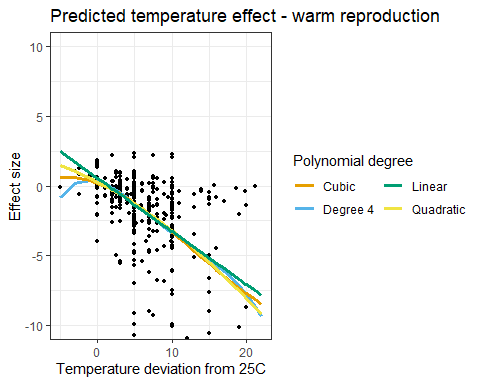 Predicted temperature effect - warm reproduction
10
5
0
-5
-10
Effect size
0
10
20
Temperature deviation from 25C
Polynomial degree
Cubic
Linear
Degree 4
Quadratic